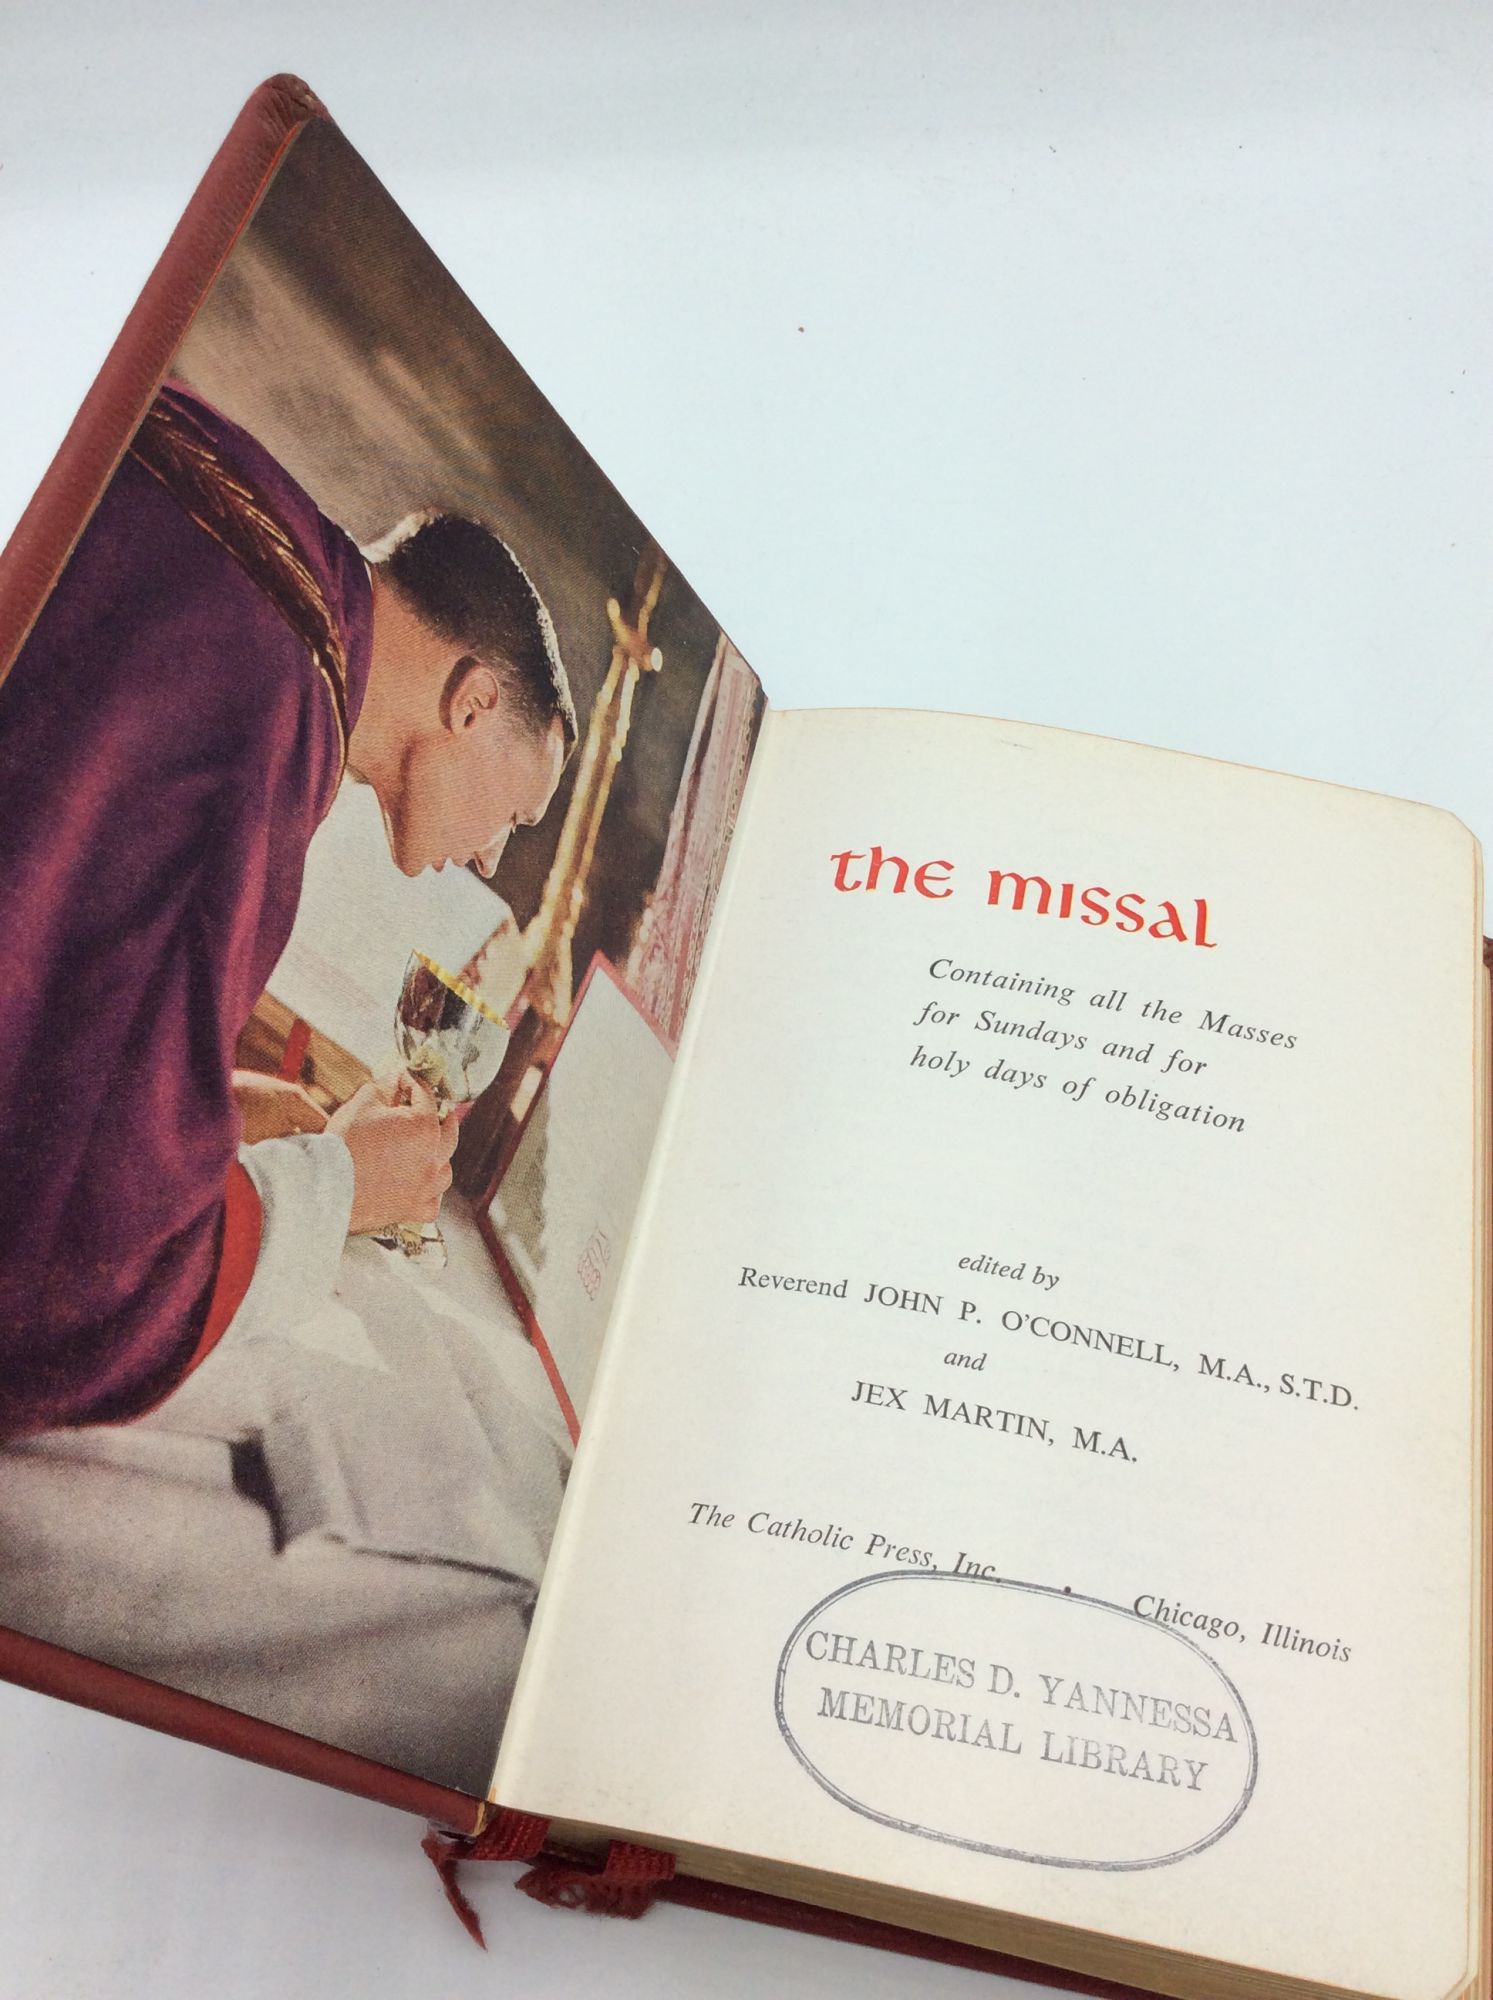 the missal
Containing all the Masses
for Sundays and for
holy days of obligation
edited by
Reverend JOHN P. O'CONNELL, M.A., S.T.D.
and
JEX MARTIN, M.A.
The Catholic Press, Inc. · Chicago, Illinois
CHARLES D. YANNESSA
MEMORIAL LIBRARY